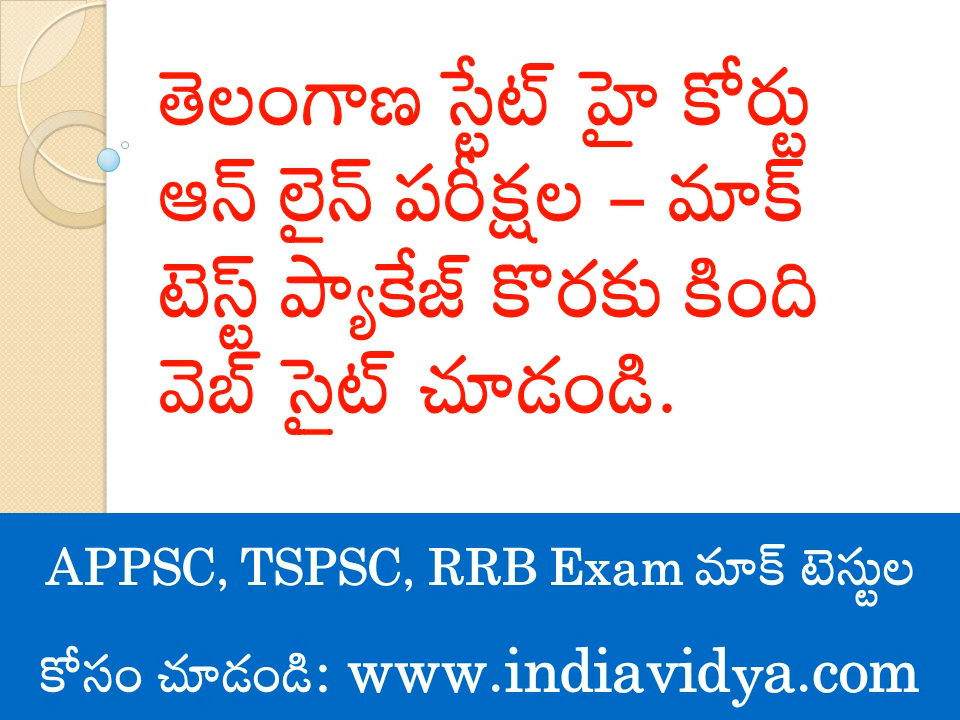 తెలంగాణ స్టేట్ హై కోర్టు
ఆన్ లైన్ పరీక్షల – మాక్
టెస్ట్ ప్యాకేజ్ కొరకు కింది
వెబ్ సైట్ చూడండి.
APPSC, TSPSC, RRB Exam మాక్ టెస్టుల
కోసం చూడండి: www.indiavidya.com